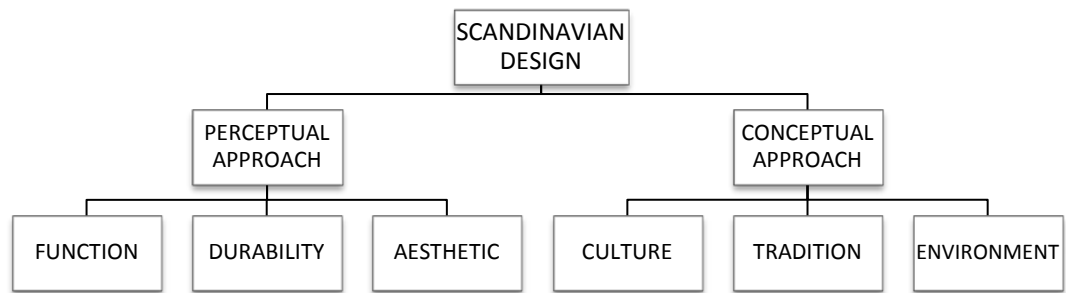 SCANDINAVIAN
DESIGN
PERCEPTUAL
APPROACH
CONCEPTUAL
APPROACH
FUNCTION
DURABILITY
AESTHETIC
CULTURE
TRADITION
ENVIRONMENT